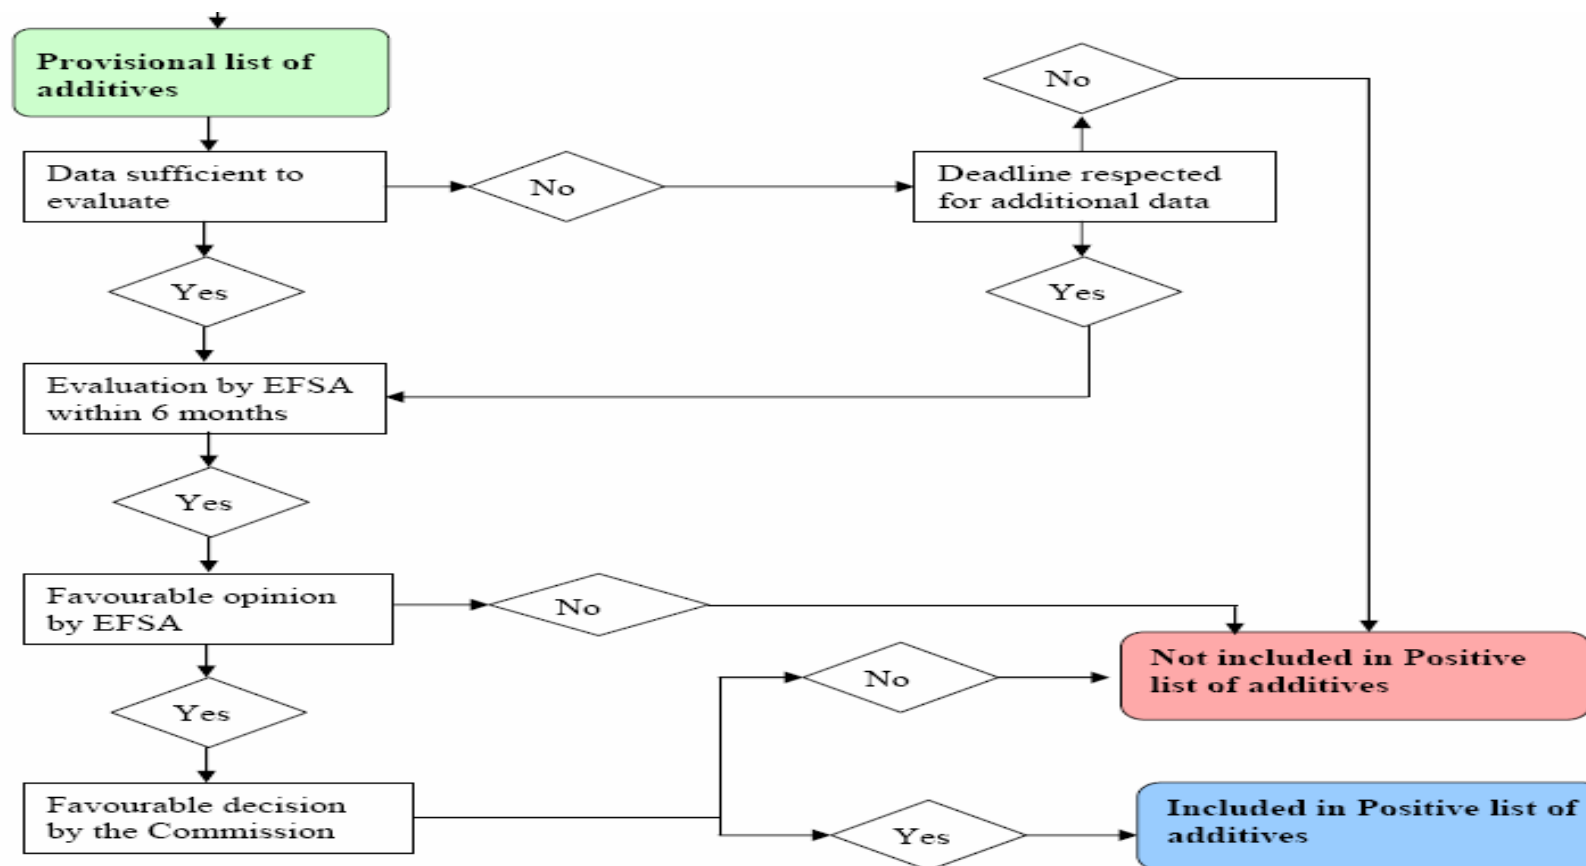 Provisional list of
additives
No
Data sufficient to
evaluate
No
Deadline respected
for additional data
Yes
Yes
Evaluation by EFSA
within 6 months
Yes
Favourable opinion
by EFSA
No
No
Not included in Positive
list of additives
Yes
Favourable decision
by the Commission
Yes
Included in Positive list of
additives